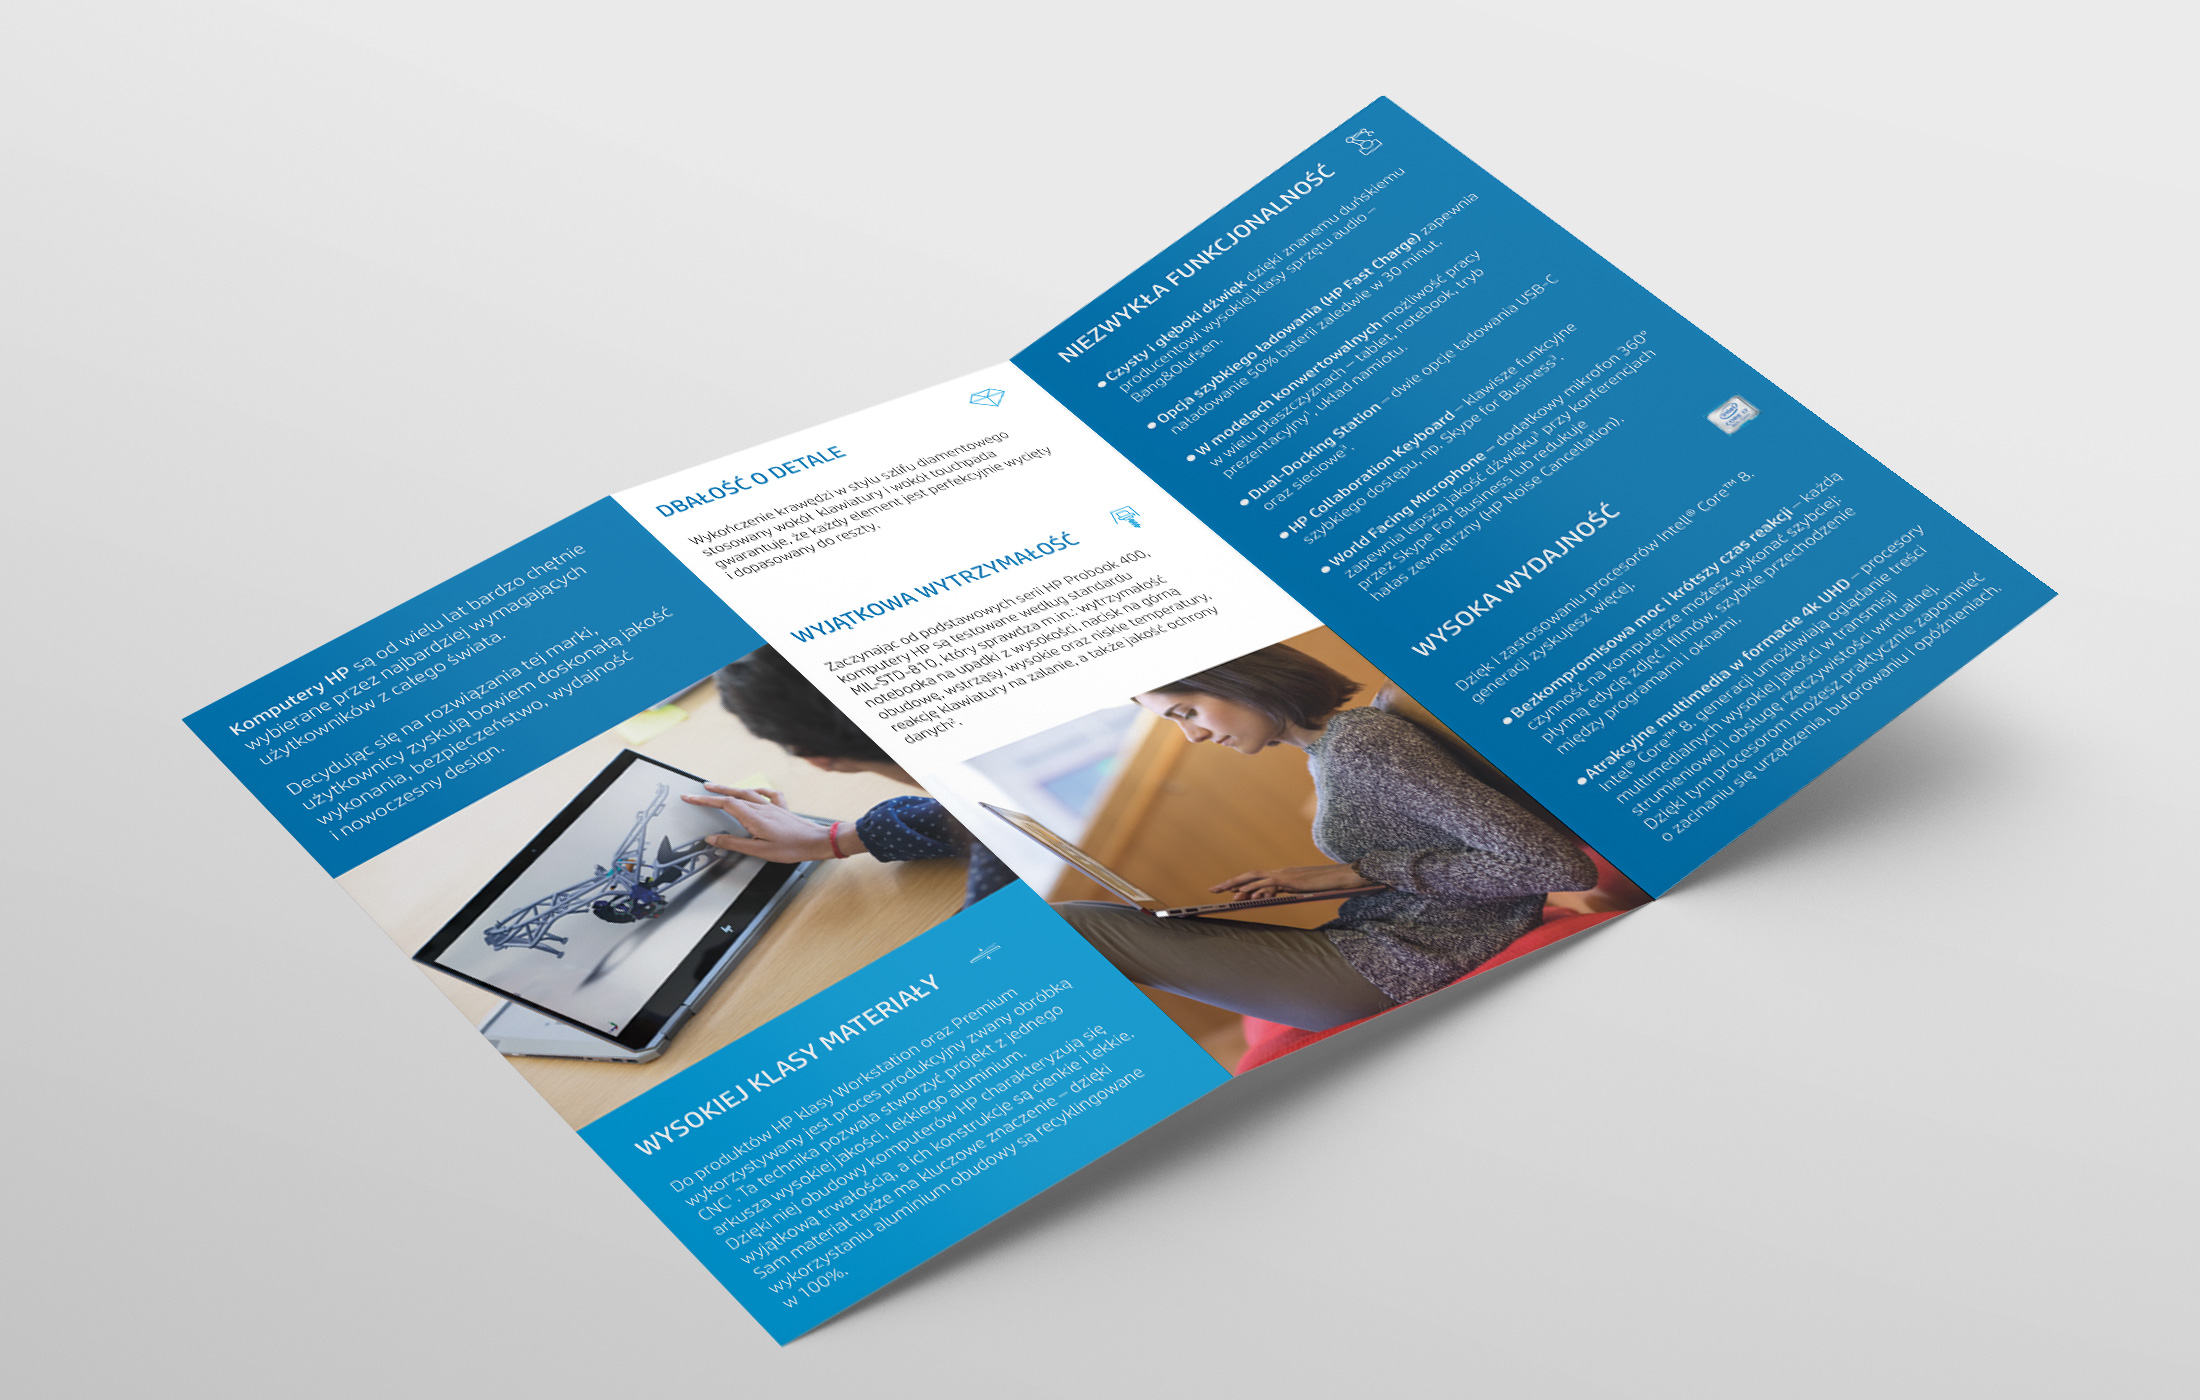 Komputery HP są od wielu lat bardzo chętnie
wybierane przez najbardziej wymagających
użytkowników z całego świata.
Decydując się na rozwiązania tej marki,
użytkownicy zyskują bowiem doskonałą jakość
wykonania, bezpieczeństwo, wydajność
i nowoczesny design.
WYSOKIEJ KLASY MATERIAŁY
Do produktów HP klasy Workstation oraz Premium
wykorzystywany jest proces produkcyjny zwany obróbką
CNC¹. Ta technika pozwala stworzyć projekt z jednego
arkusza wysokiej jakości, lekkiego aluminium.
Dzięki niej obudowy komputerów HP charakteryzują się
wyjątkową trwałością, a ich konstrukcje są cienkie i lekkie.
Sam materiał także ma kluczowe znaczenie – dzięki
wykorzystaniu aluminium obudowy są recyklingowane
w 100%.
DBAŁOŚĆ O DETALE
Wykończenie krawędzi w stylu szlifu diamentowego
stosowany wokół klawiatury i wokół touchpada
gwarantuje, że każdy element jest perfekcyjnie wycięty
i dopasowany do reszty.
WYJĄTKOWA WYTRZYMAŁOŚĆ
Zaczynając od podstawowych serii HP Probook 400,
komputery HP są testowane według standardu
MIL-STD-810, który sprawdza m.in.: wytrzymałość
notebooka na upadki z wysokości, nacisk na górną
obudowę, wstrząsy, wysokie oraz niskie temperatury,
reakcję klawiatury na zalanie, a także jakość ochrony
danych².
NIEZWYKŁA FUNKCJONALNOŚĆ
● Czysty i głęboki dźwięk dzięki znanemu duńskiemu
producentowi wysokiej klasy sprzętu audio –
Bang&Olufsen.
● Opcja szybkiego ładowania (HP Fast Charge) zapewnia
naładowanie 50% baterii zaledwie w 30 minut.
● W modelach konwertowalnych możliwość pracy
w wielu płaszczyznach – tablet, notebook, tryb
prezentacyjny¹, układ namiotu.
● Dual-Docking Station – dwie opcje ładowania USB-C
oraz sieciowe³.
● HP Collaboration Keyboard – klawisze funkcyjne
szybkiego dostępu, np. Skype for Business³.
● World Facing Microphone – dodatkowy mikrofon 360°
zapewnia lepszą jakość dźwięku¹ przy konferencjach
przez Skype For Business lub redukuje
hałas zewnętrzny (HP Noise Cancellation).
WYSOKA WYDAJNOŚĆ
Dzięki zastosowaniu procesorów Intel® Core™ 8.
generacji zyskujesz więcej.
● Bezkompromisowa moc i krótszy czas reakcji – każdą
czynność na komputerze możesz wykonać szybciej:
płynną edycję zdjęć i filmów, szybkie przechodzenie
między programami i oknami.
● Atrakcyjne multimedia w formacie 4k UHD – procesory
Intel® Core™ 8. generacji umożliwiają oglądanie treści
multimedialnych wysokiej jakości w transmisji
strumieniowej i obsługę rzeczywistości wirtualnej.
Dzięki tym procesorom możesz praktycznie zapomnieć
o zacinaniu się urządzenia, buforowaniu i opóźnieniach.